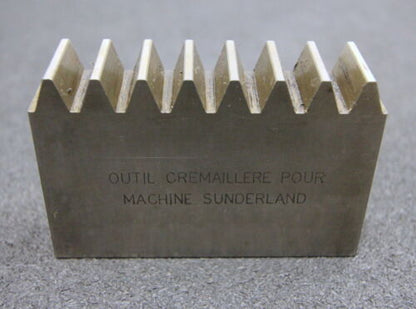 OUTIL CREMAILLERE POUR
MACHINE SUNDERLAND